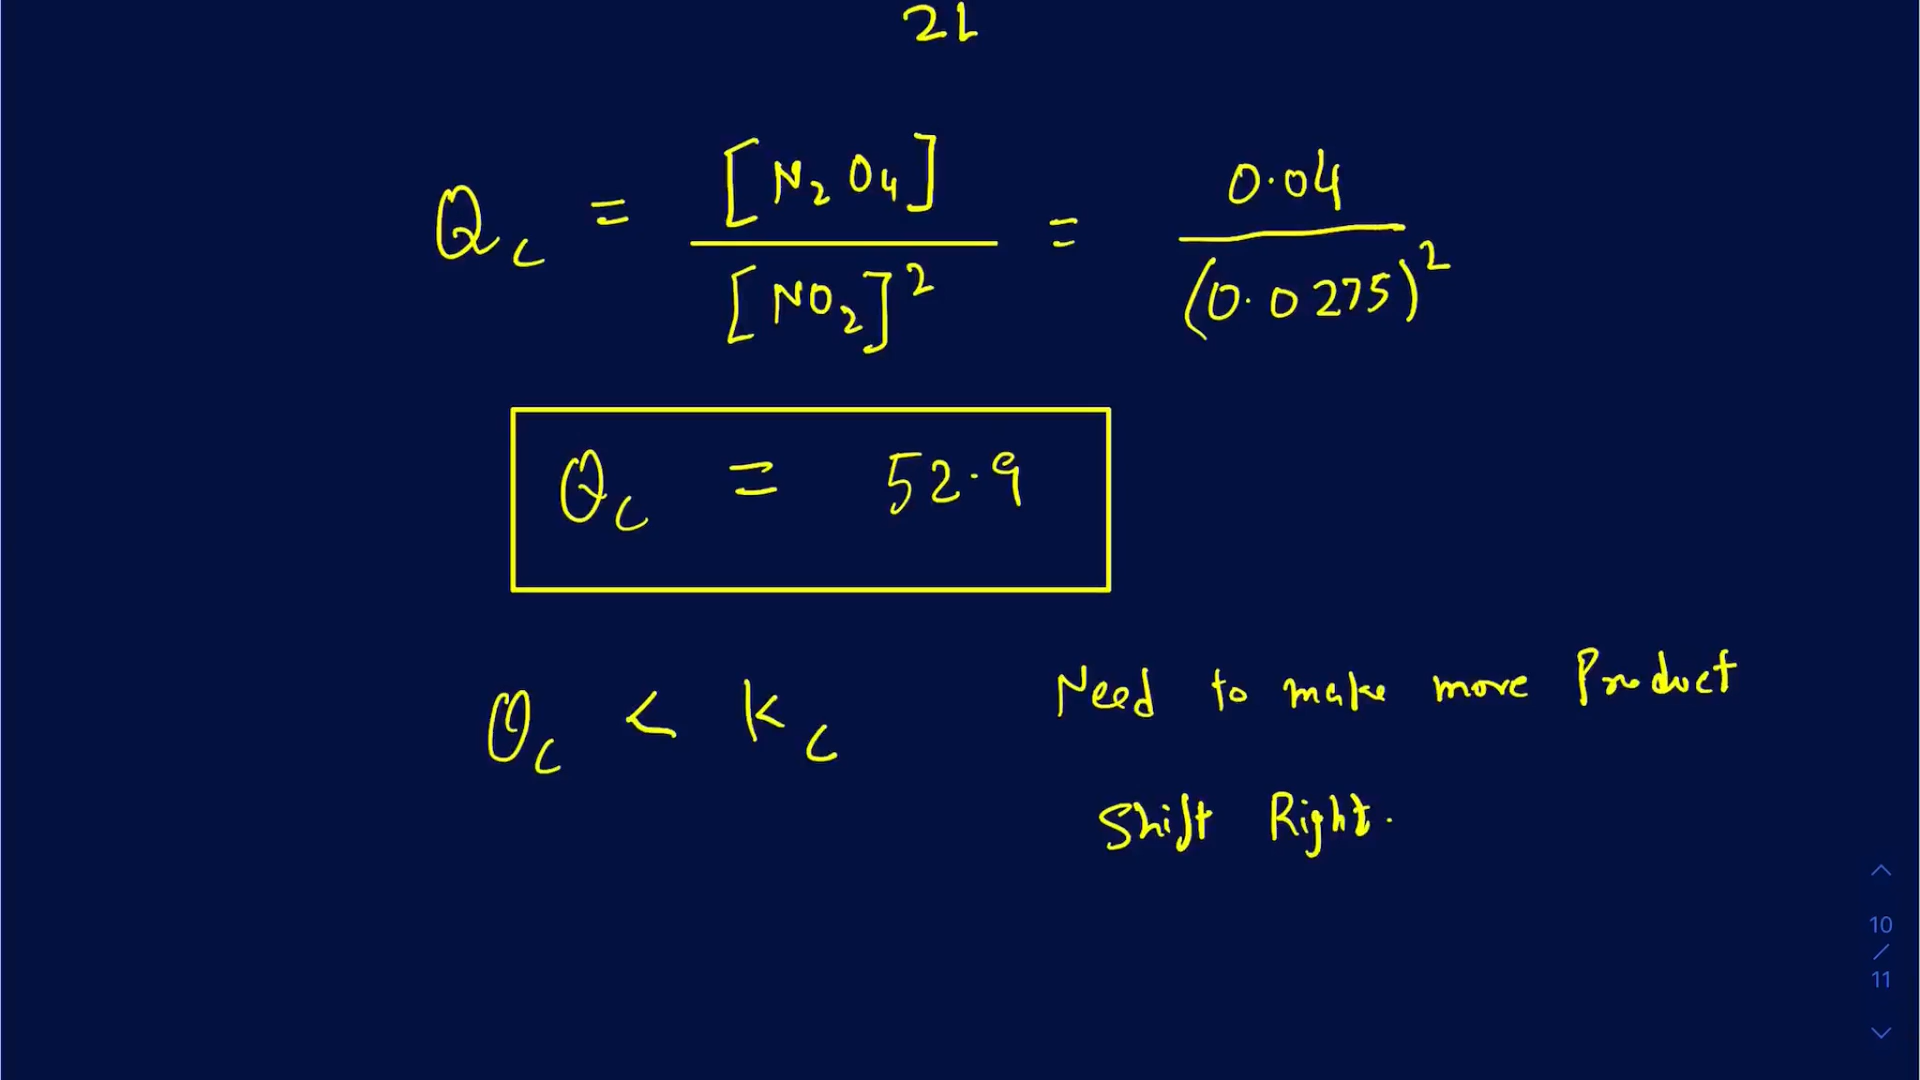 2L
Qc = [N2O4] / [NO2]² = 0.04 / (0.0275)²
Qc = 52.9
Qc < Kc
Need to make more Product
Shift Right.
10
/
11